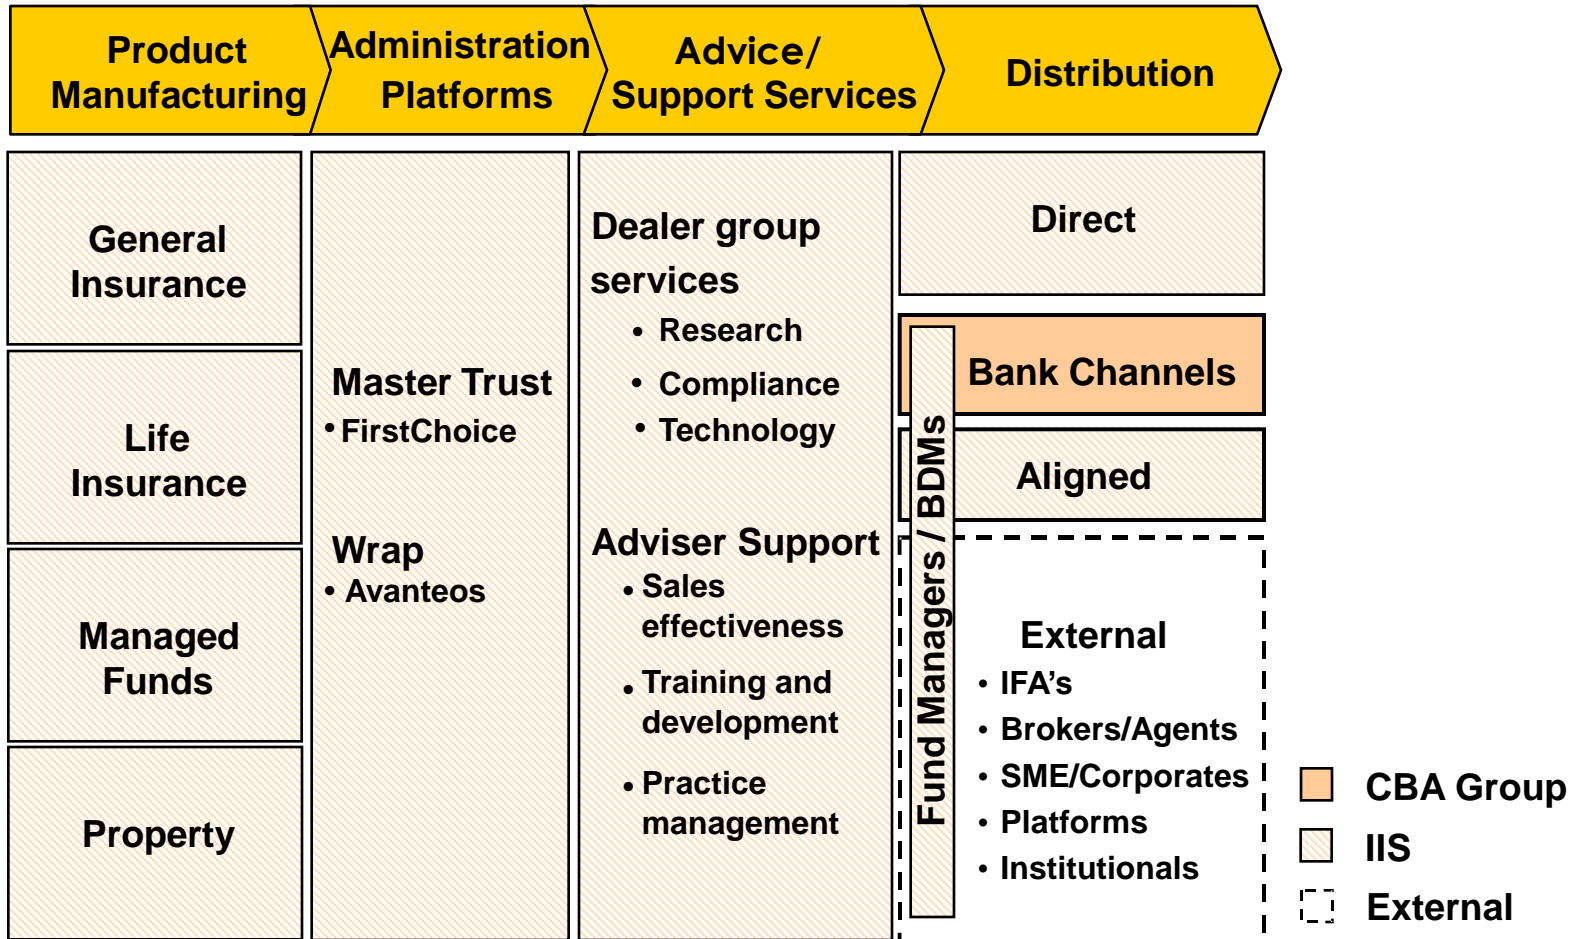 Product
Manufacturing
Administration
Platforms
Advice/
Support Services
Distribution
General
Insurance
Life
Insurance
Managed
Funds
Property
Master Trust
• FirstChoice
Wrap
• Avanteos
Dealer group
services
• Research
• Compliance
• Technology
Adviser Support
• Sales
effectiveness
• Training and
development
• Practice
management
Direct
Bank Channels
Aligned
Fund Managers / BDMs
External
• IFA’s
• Brokers/Agents
• SME/Corporates
• Platforms
• Institutionals
CBA Group
IIS
External